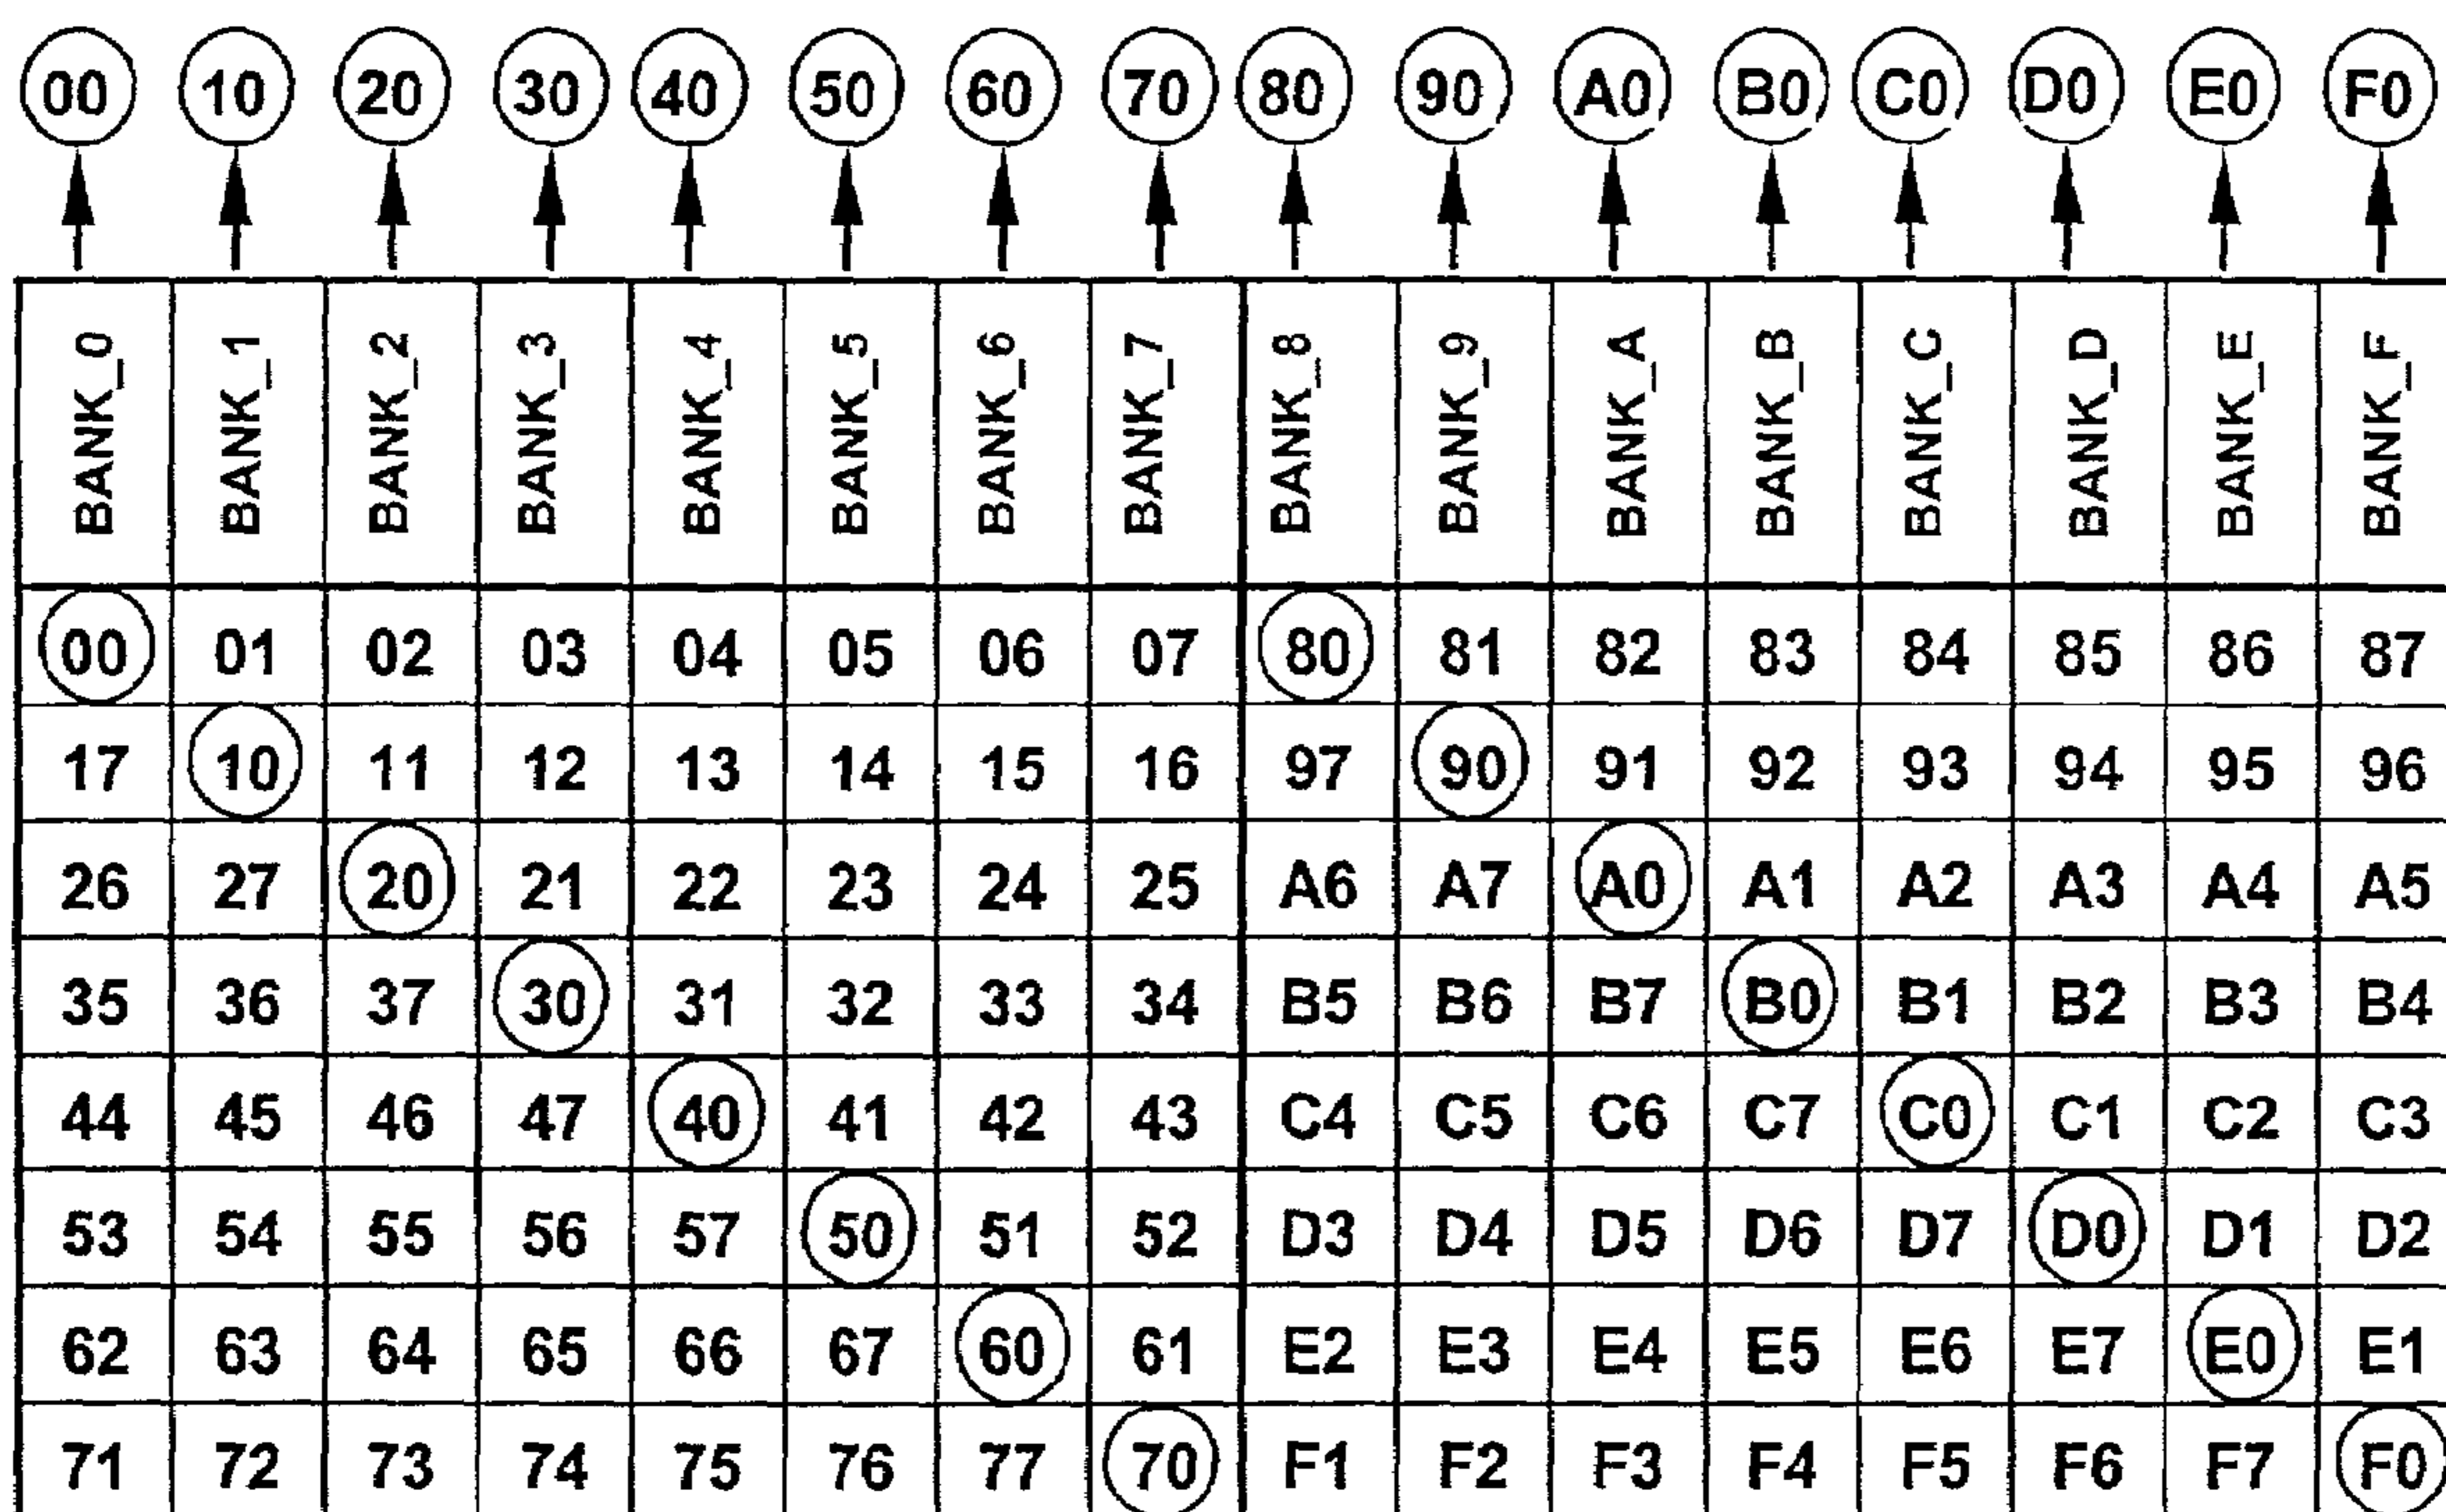 00 10 20 30 40 50 60 70 80 90 A0 B0 C0 D0 E0 F0
BANK_0 BANK_1 BANK_2 BANK_3 BANK_4 BANK_5 BANK_6 BANK_7 BANK_8 BANK_9 BANK_A BANK_B BANK_C BANK_D BANK_E BANK_F
00 01 02 03 04 05 06 07 80 81 82 83 84 85 86 87
17 10 11 12 13 14 15 16 97 90 91 92 93 94 95 96
26 27 20 21 22 23 24 25 A6 A7 A0 A1 A2 A3 A4 A5
35 36 37 30 31 32 33 34 B5 B6 B7 B0 B1 B2 B3 B4
44 45 46 47 40 41 42 43 C4 C5 C6 C7 C0 C1 C2 C3
53 54 55 56 57 50 51 52 D3 D4 D5 D6 D7 D0 D1 D2
62 63 64 65 66 67 60 61 E2 E3 E4 E5 E6 E7 E0 E1
71 72 73 74 75 76 77 70 F1 F2 F3 F4 F5 F6 F7 F0